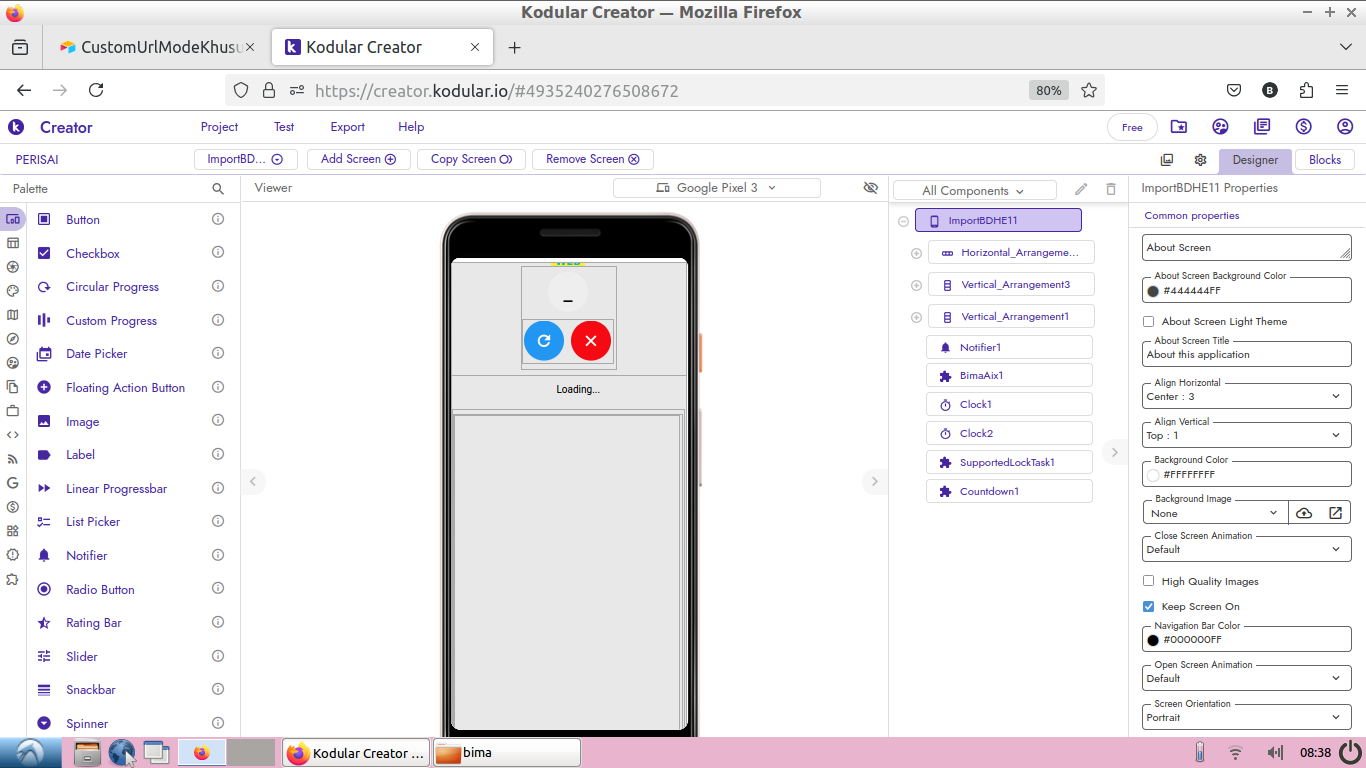 Kodular Creator — Mozilla Firefox
CustomUrlModeKhusu
Kodular Creator
https://creator.kodular.io/#4935240276508672
80%
B
Creator
Project
Test
Export
Help
Free
PERISAI
ImportBD...
Add Screen
Copy Screen
Remove Screen
Designer
Blocks
Palette
Button
Checkbox
Circular Progress
Custom Progress
Date Picker
Floating Action Button
Image
Label
Linear Progressbar
List Picker
Notifier
Radio Button
Rating Bar
Slider
Snackbar
Spinner
Viewer
Google Pixel 3
_
Loading...
All Components
ImportBDHE11
Horizontal_Arrangeme...
Vertical_Arrangement3
Vertical_Arrangement1
Notifier1
BimaAix1
Clock1
Clock2
SupportedLockTask1
Countdown1
ImportBDHE11 Properties
Common properties
About Screen
About Screen Background Color
#444444FF
About Screen Light Theme
About Screen Title
About this application
Align Horizontal
Center : 3
Align Vertical
Top : 1
Background Color
#FFFFFFFF
Background Image
None
Close Screen Animation
Default
High Quality Images
Keep Screen On
Navigation Bar Color
#000000FF
Open Screen Animation
Default
Screen Orientation
Portrait
Kodular Creator ...
bima
08:38